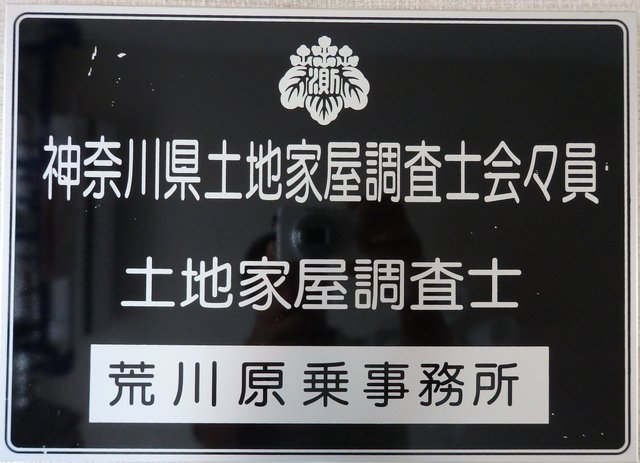 測
神奈川県土地家屋調査士会々員
土地家屋調査士
荒川原乗事務所